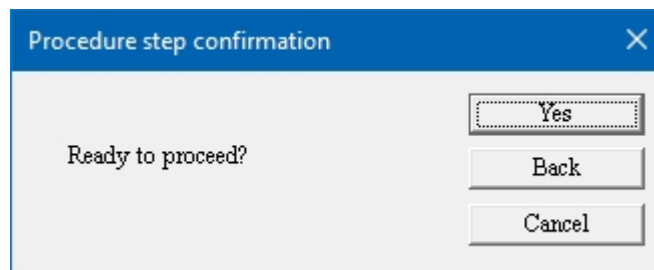 Procedure step confirmation
Ready to proceed?
Yes
Back
Cancel